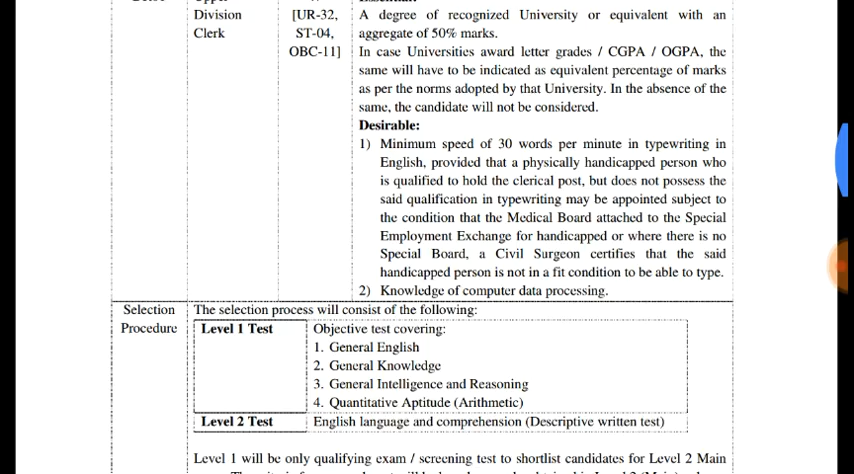 Division [UR-32, A degree of recognized University or equivalent with an
Clerk ST-04, aggregate of 50% marks.
OBC-11] In case Universities award letter grades / CGPA / OGPA, the
same will have to be indicated as equivalent percentage of marks
as per the norms adopted by that University. In the absence of the
same, the candidate will not be considered.
Desirable:
1) Minimum speed of 30 words per minute in typewriting in
English, provided that a physically handicapped person who
is qualified to hold the clerical post, but does not possess the
said qualification in typewriting may be appointed subject to
the condition that the Medical Board attached to the Special
Employment Exchange for handicapped or where there is no
Special Board, a Civil Surgeon certifies that the said
handicapped person is not in a fit condition to be able to type.
2) Knowledge of computer data processing.
Selection The selection process will consist of the following:
Procedure Level 1 Test Objective test covering:
1. General English
2. General Knowledge
3. General Intelligence and Reasoning
4. Quantitative Aptitude (Arithmetic)
Level 2 Test English language and comprehension (Descriptive written test)
Level 1 will be only qualifying exam / screening test to shortlist candidates for Level 2 Main